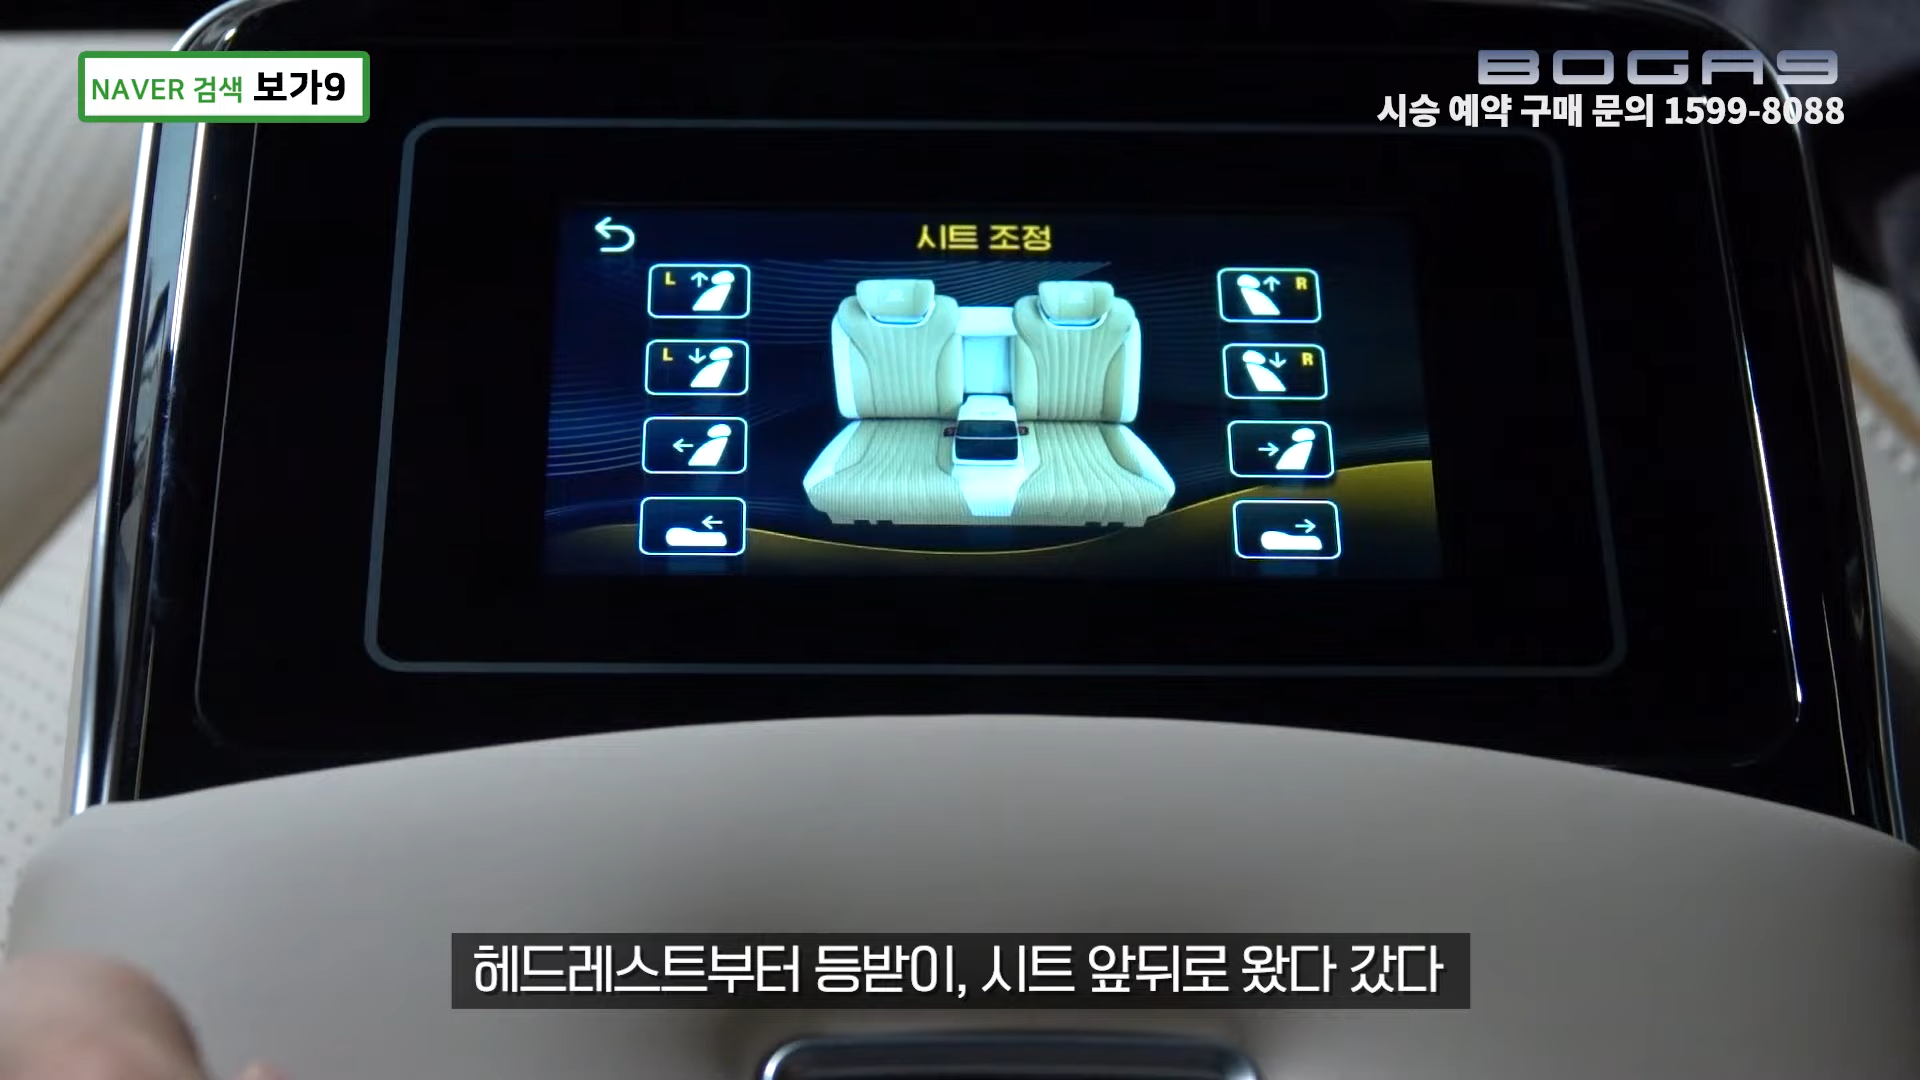 NAVER 검색 보가9
BOGA9
시승 예약 구매 문의 1599-8088
시트 조정
L
R
L
R
헤드레스트부터 등받이, 시트 앞뒤로 왔다 갔다